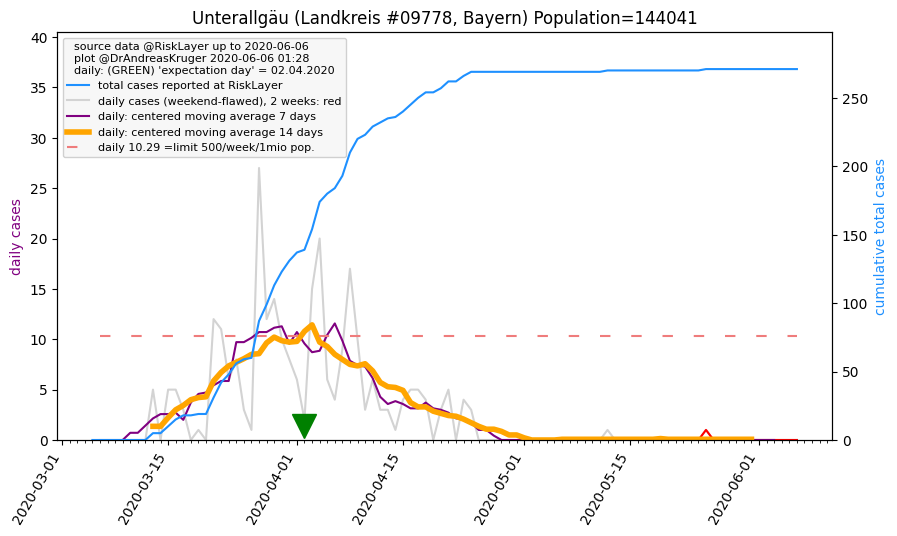 Unterallgäu (Landkreis #09778, Bayern) Population=144041
source data @RiskLayer up to 2020-06-06
plot @DrAndreasKruger 2020-06-06 01:28
daily: (GREEN) 'expectation day' = 02.04.2020
total cases reported at RiskLayer
daily cases (weekend-flawed), 2 weeks: red
daily: centered moving average 7 days
daily: centered moving average 14 days
daily 10.29 =limit 500/week/1mio pop.
daily cases
40
35
30
25
20
15
10
5
0
cumulative total cases
250
200
150
100
50
0
2020-03-01
2020-03-15
2020-04-01
2020-04-15
2020-05-01
2020-05-15
2020-06-01